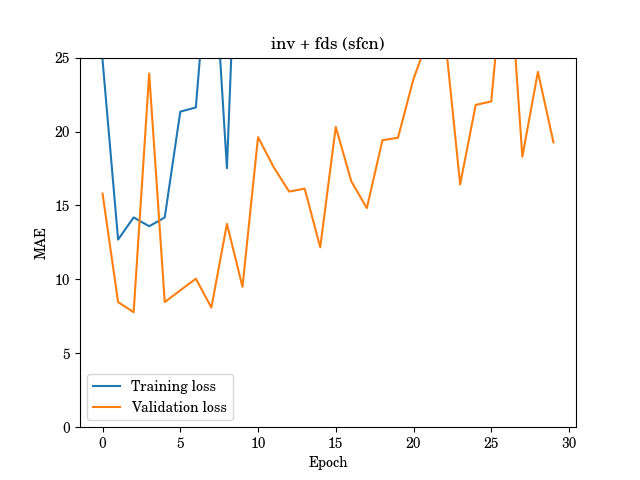 inv + fds (sfcn)
25
20
15
10
5
0
MAE
Training loss
Validation loss
0 5 10 15 20 25 30
Epoch